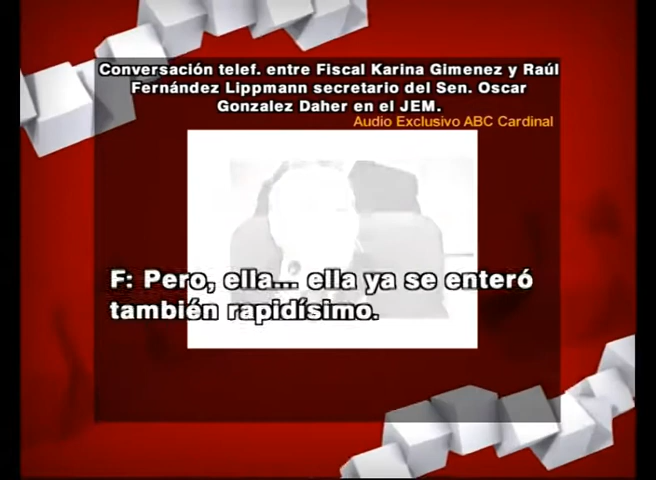 Conversación telef. entre Fiscal Karina Gimenez y Raúl
Fernández Lippmann secretario del Sen. Oscar
Gonzalez Daher en el JEM.
Audio Exclusivo ABC Cardinal
F: Pero, ella... ella ya se enteró
también rapidísimo.